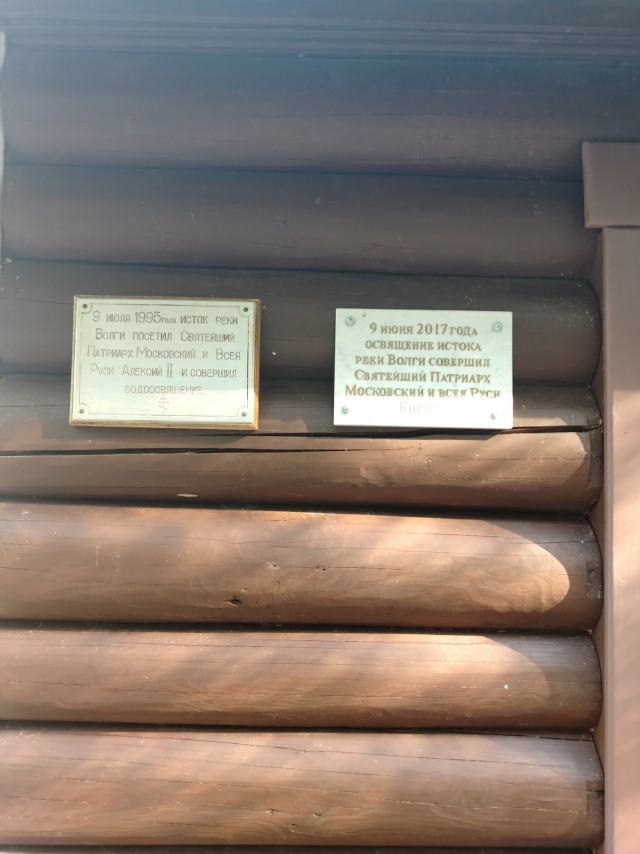 9 июля 1995 года исток реки
Волги посетил Святейший
Патриарх Московский и Всея
Руси Алексий II и совершил
водоосвящение.
9 июня 2017 года
освящение истока
реки Волги совершил
Святейший Патриарх
Московский и всея Руси
Кирилл